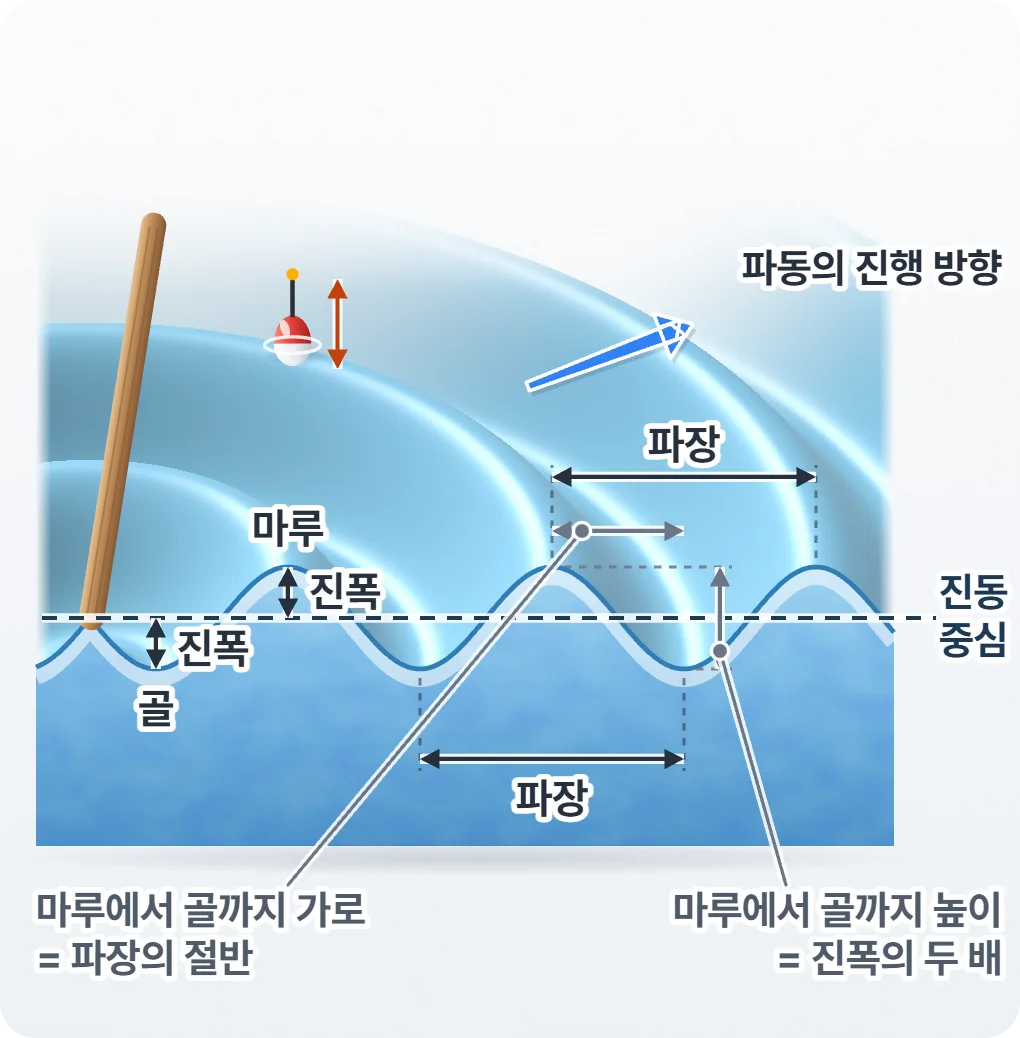 파동의 진행 방향
파장
마루
진폭
진동
중심
진폭
골
파장
마루에서 골까지 가로
= 파장의 절반
마루에서 골까지 높이
= 진폭의 두 배